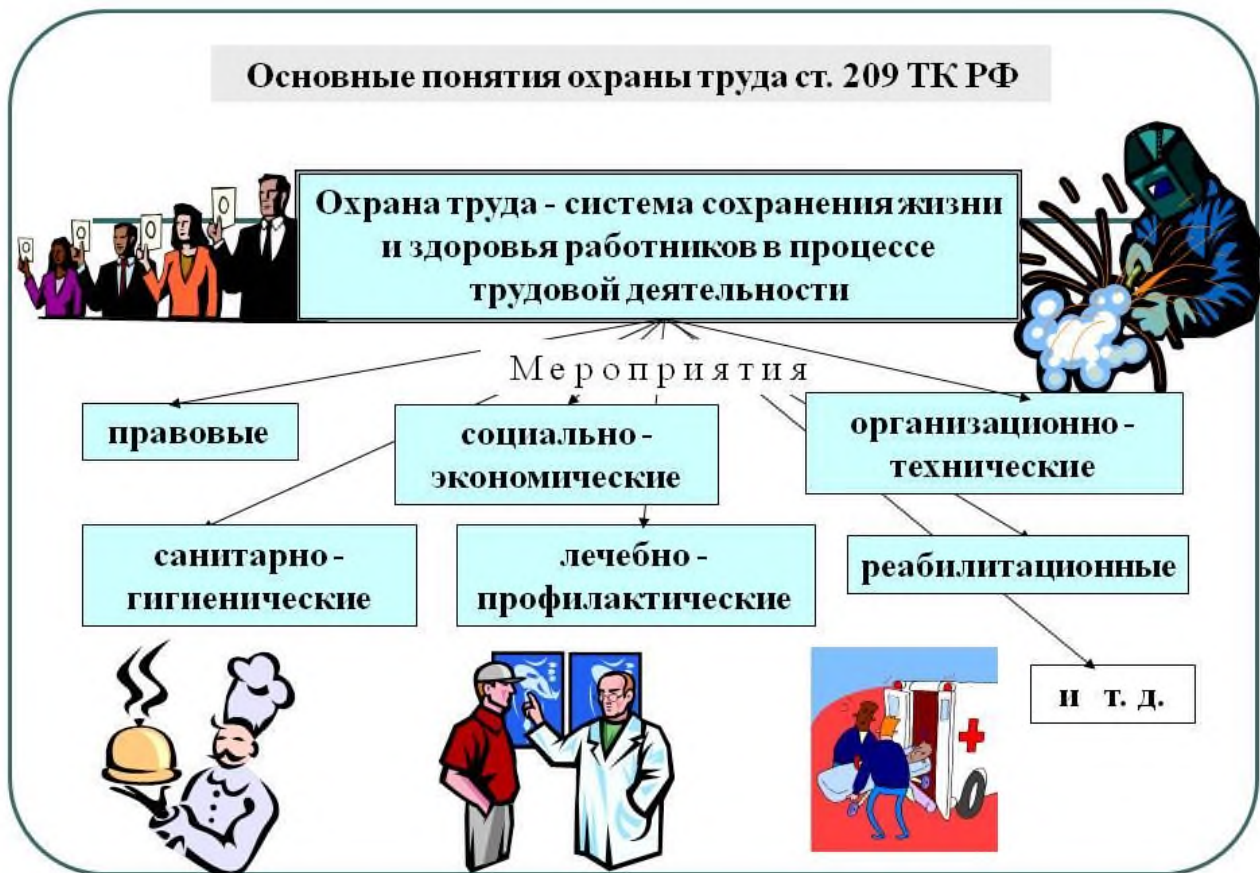 Основные понятия охраны труда ст. 209 ТК РФ
Охрана труда - система сохранения жизни
и здоровья работников в процессе
трудовой деятельности
Мероприятия
правовые
социально -
экономические
организационно -
технические
санитарно -
гигиенические
лечебно -
профилактические
реабилитационные
и т. д.